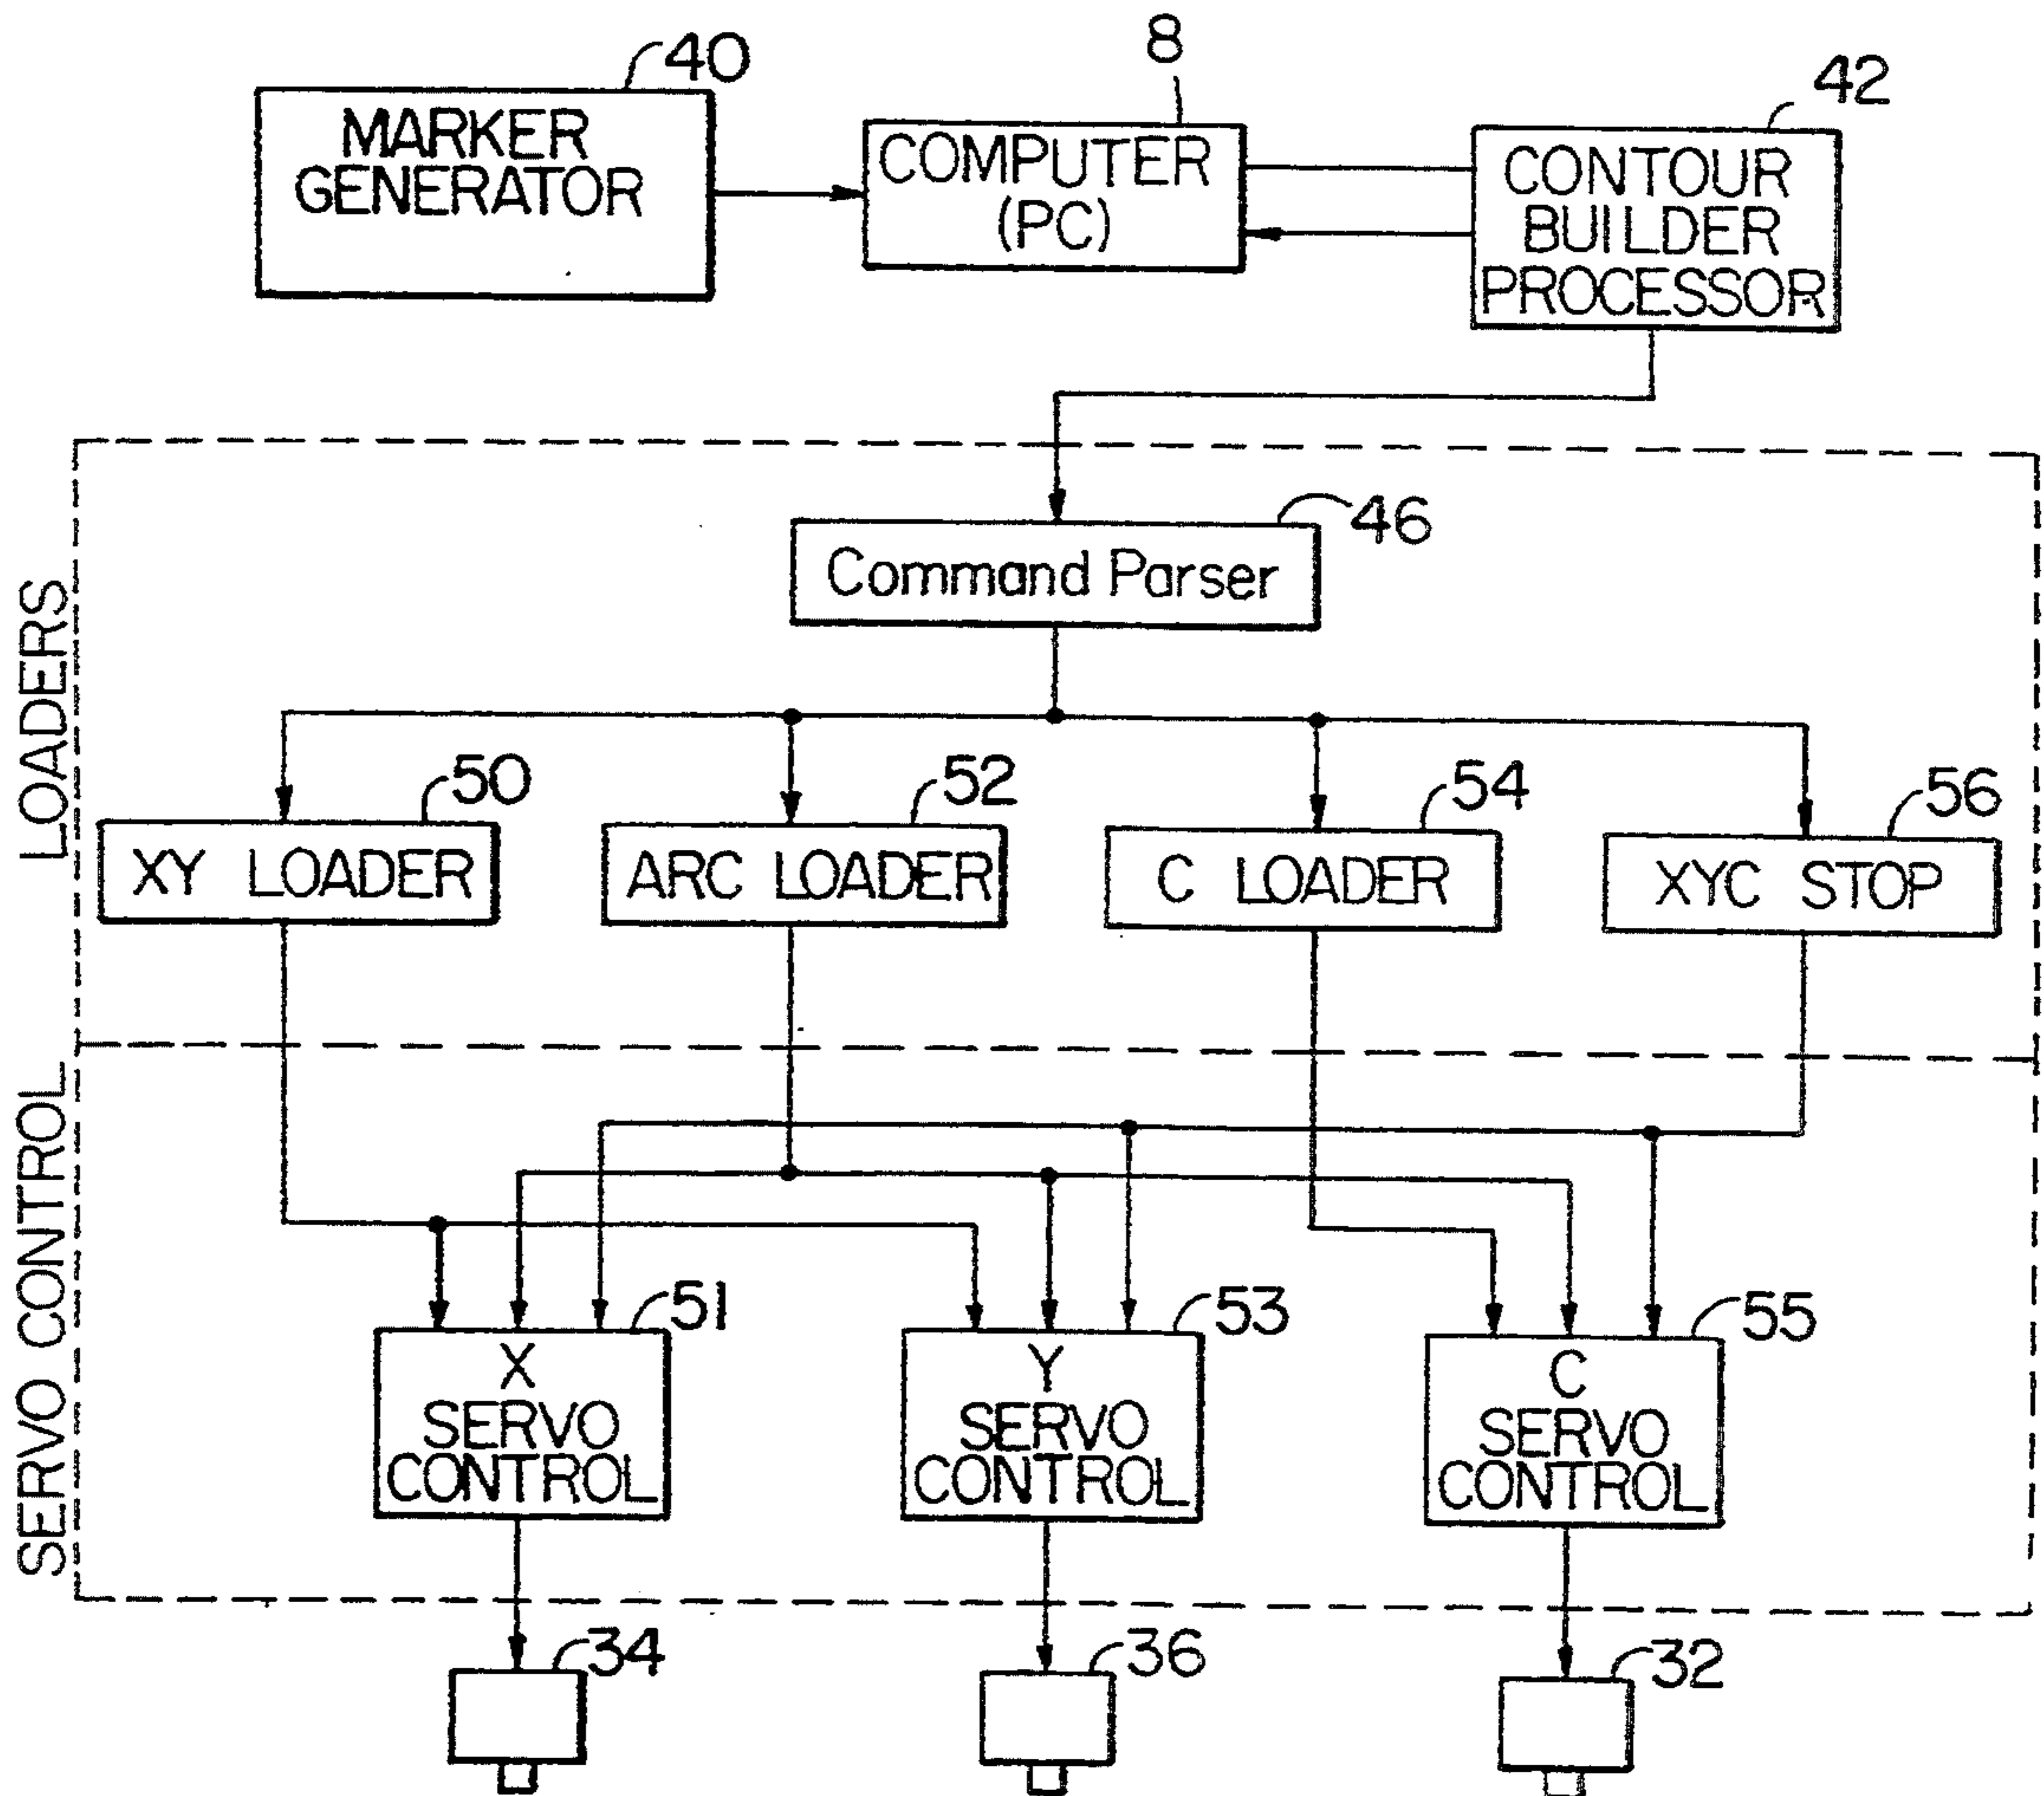 40
8
42
MARKER
GENERATOR
COMPUTER
(PC)
CONTOUR
BUILDER
PROCESSOR
LOADERS
46
Command Parser
50
52
54
56
XY LOADER
ARC LOADER
C LOADER
XYC STOP
SERVO CONTROL
51
53
55
X
SERVO
CONTROL
Y
SERVO
CONTROL
C
SERVO
CONTROL
34
36
32